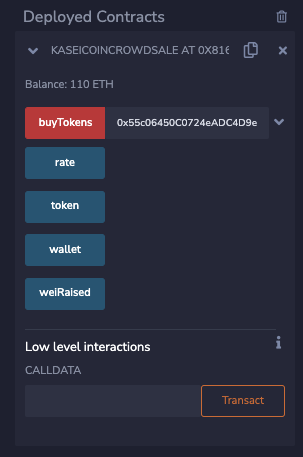 Deployed Contracts
KASEICOINCROWDSALE AT 0X816
Balance: 110 ETH
buyTokens 0x55c06450C0724eADC4D9e
rate
token
wallet
weiRaised
Low level interactions
CALLDATA
Transact